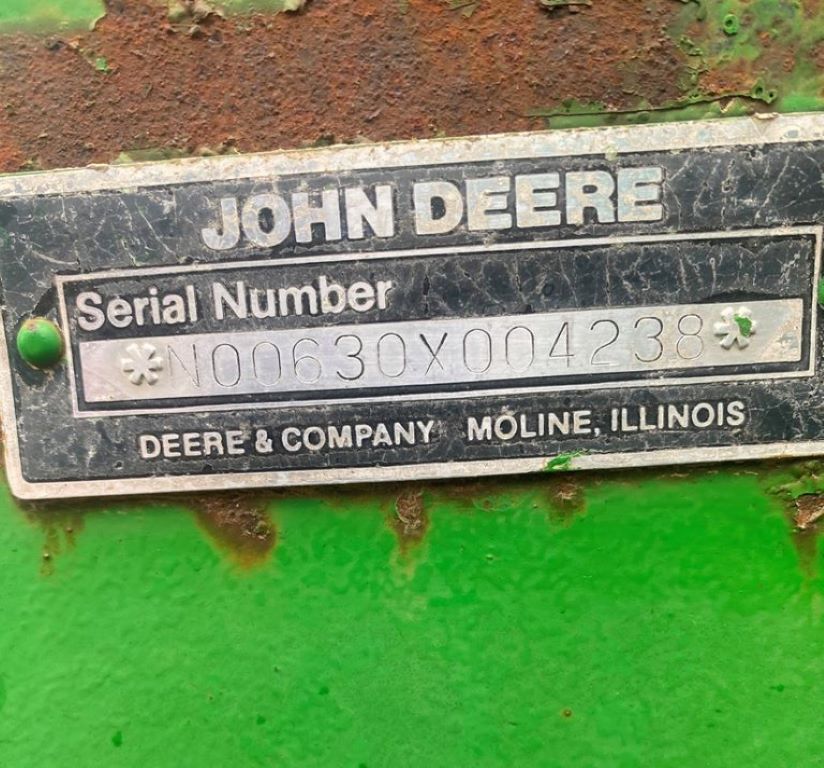 JOHN DEERE
Serial Number
*N00630X004238*
DEERE & COMPANY MOLINE, ILLINOIS